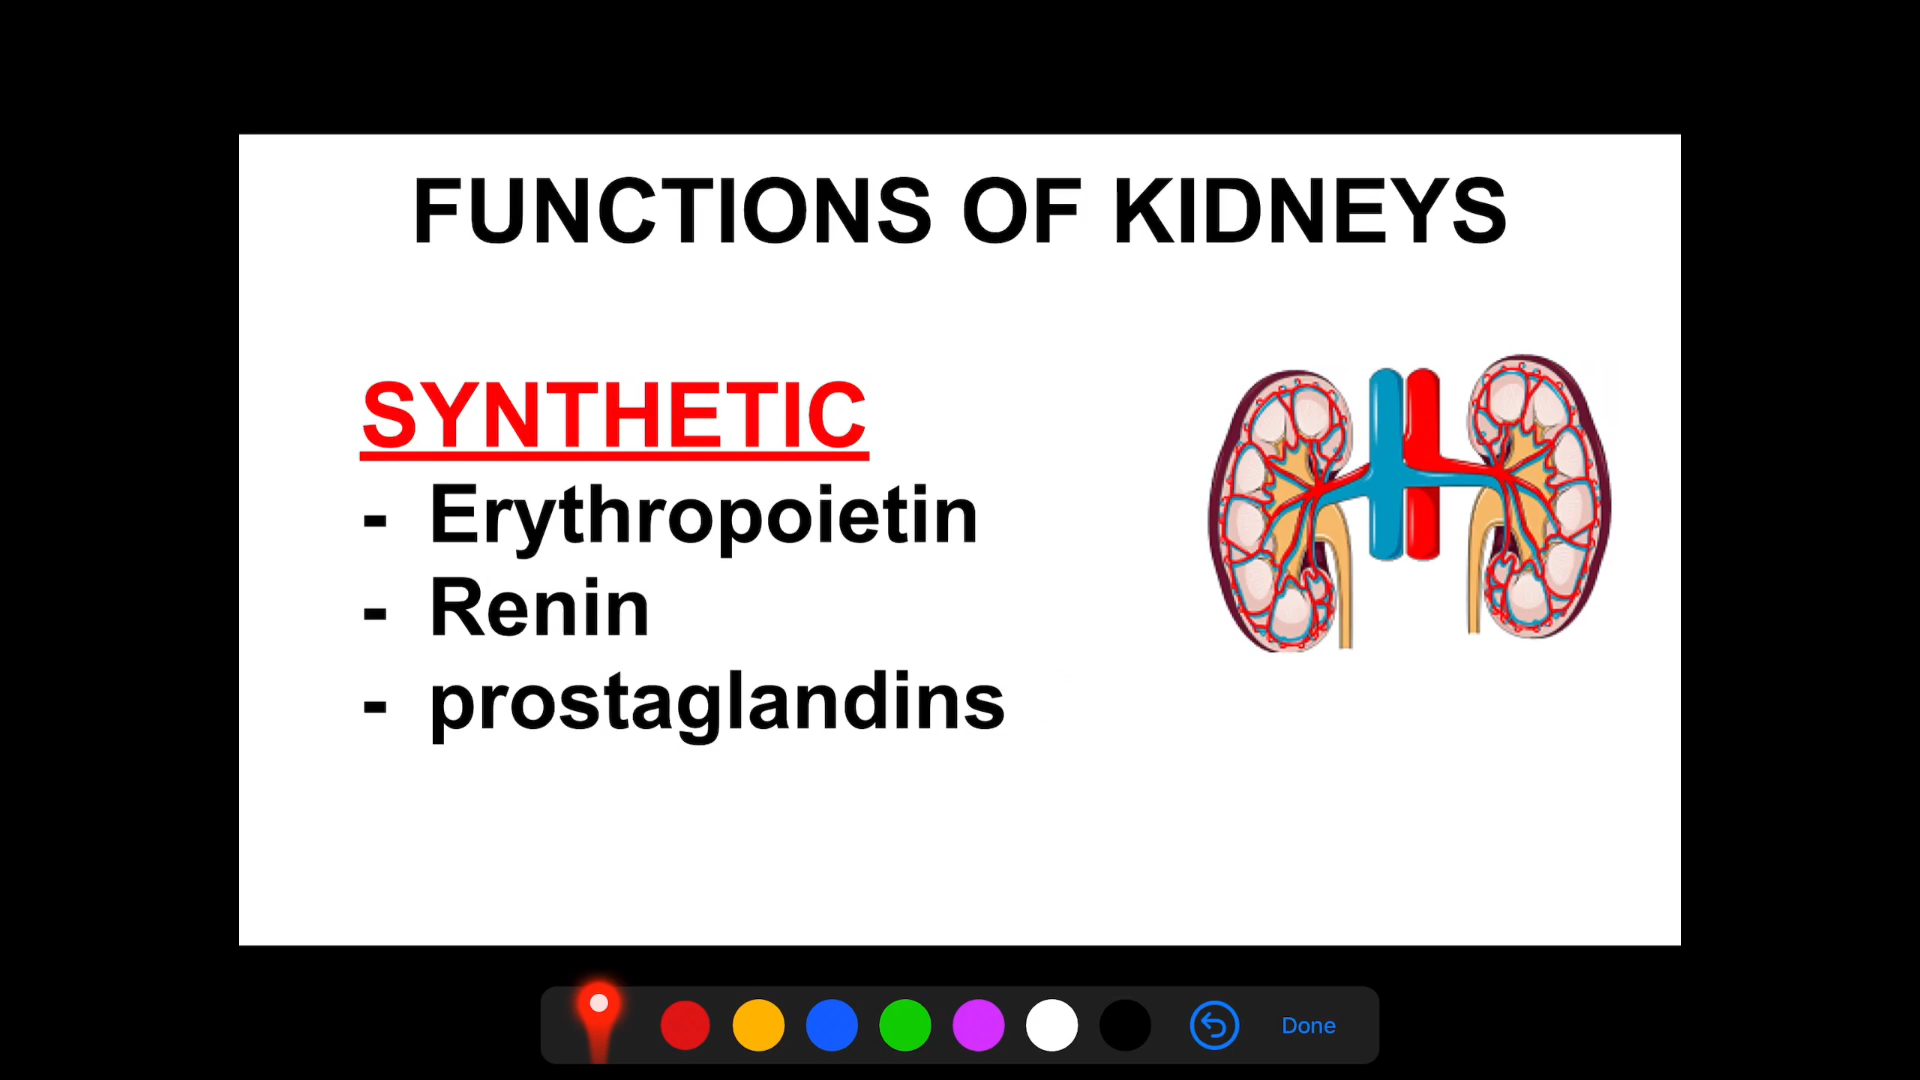 FUNCTIONS OF KIDNEYS
SYNTHETIC
- Erythropoietin
- Renin
- prostaglandins
Done